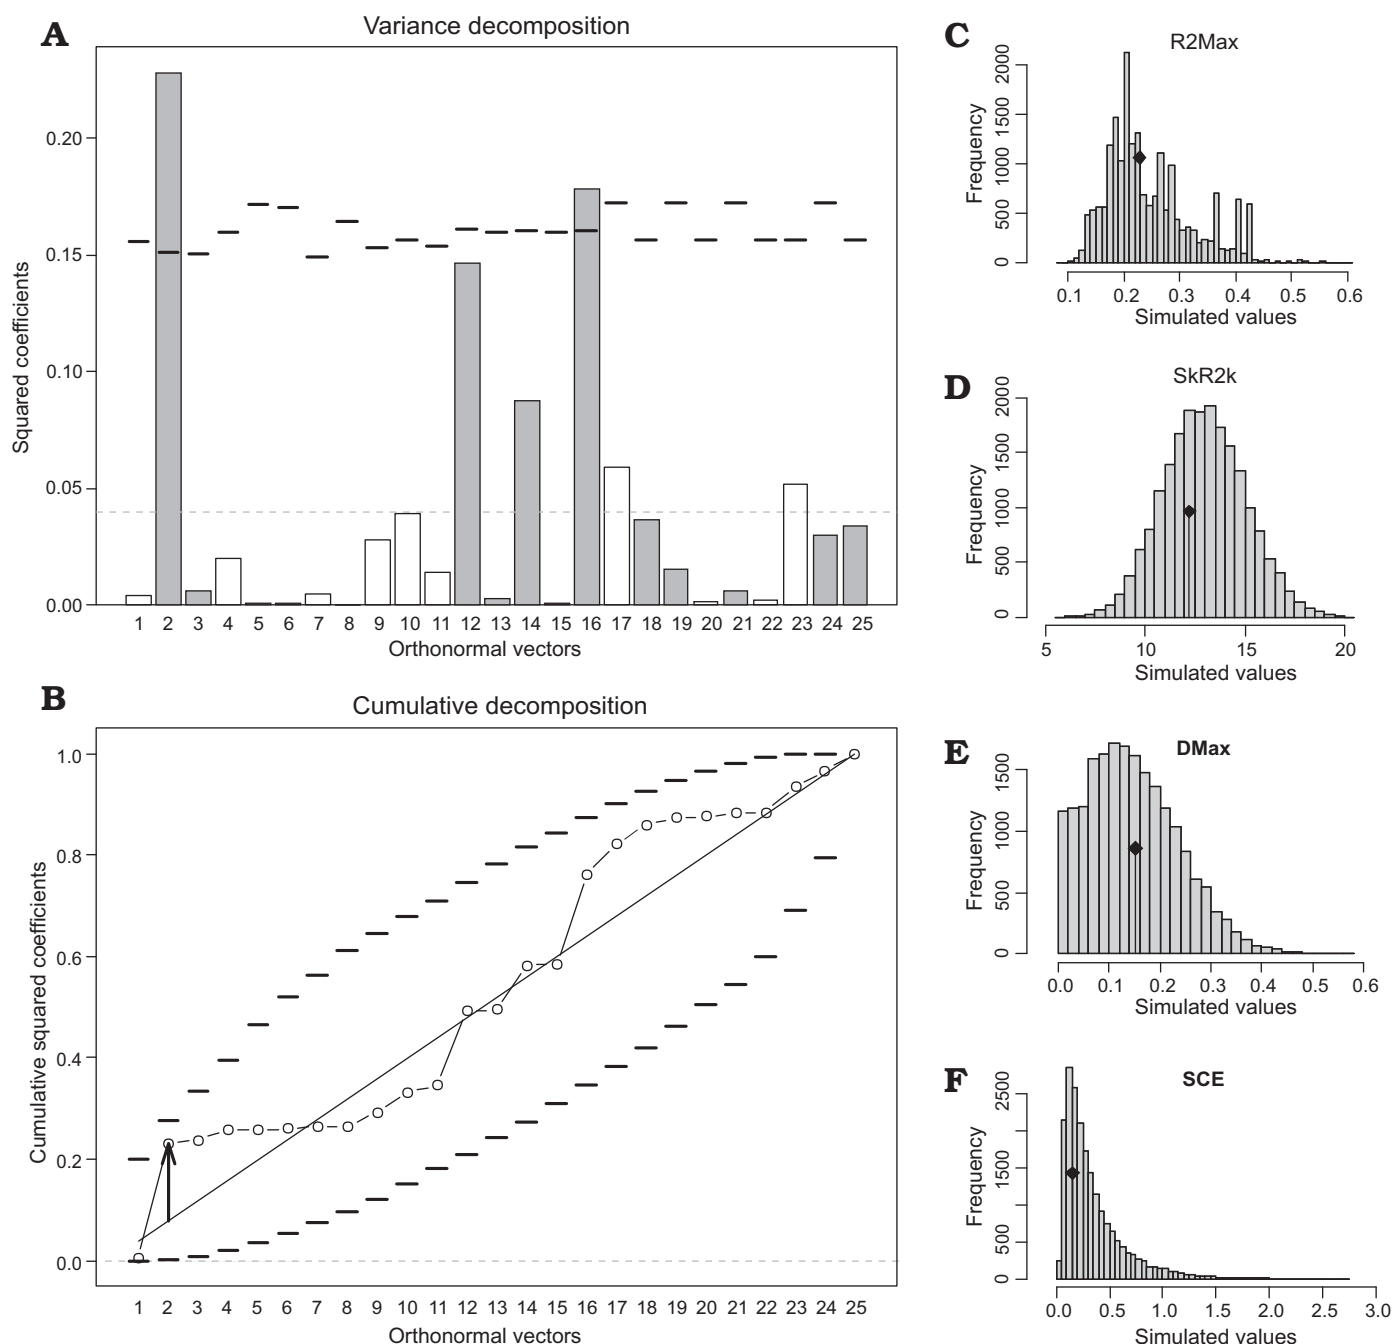 A
Variance decomposition
Squared coefficients
0.20
0.15
0.10
0.05
0.00
1 2 3 4 5 6 7 8 9 10 11 12 13 14 15 16 17 18 19 20 21 22 23 24 25
Orthonormal vectors
B
Cumulative decomposition
Cumulative squared coefficients
1.0
0.8
0.6
0.4
0.2
0.0
1 2 3 4 5 6 7 8 9 10 11 12 13 14 15 16 17 18 19 20 21 22 23 24 25
Orthonormal vectors
C
R2Max
Frequency
2000
1500
1000
500
0
0.1 0.2 0.3 0.4 0.5 0.6
Simulated values
D
SkR2k
Frequency
2000
1500
1000
500
0
5 10 15 20
Simulated values
E
DMax
Frequency
1500
1000
500
0
0.0 0.1 0.2 0.3 0.4 0.5 0.6
Simulated values
F
SCE
Frequency
2500
1500
500
0
0.0 0.5 1.0 1.5 2.0 2.5 3.0
Simulated values